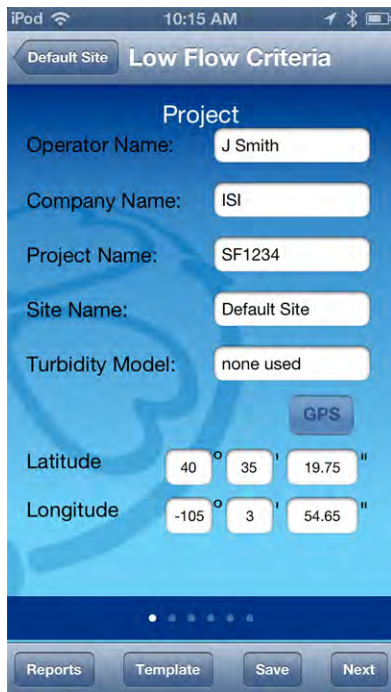 iPod 10:15 AM
Default Site Low Flow Criteria
Project
Operator Name: J Smith
Company Name: ISI
Project Name: SF1234
Site Name: Default Site
Turbidity Model: none used
GPS
Latitude 40 ° 35 ' 19.75 "
Longitude -105 ° 3 ' 54.65 "
Reports Template Save Next